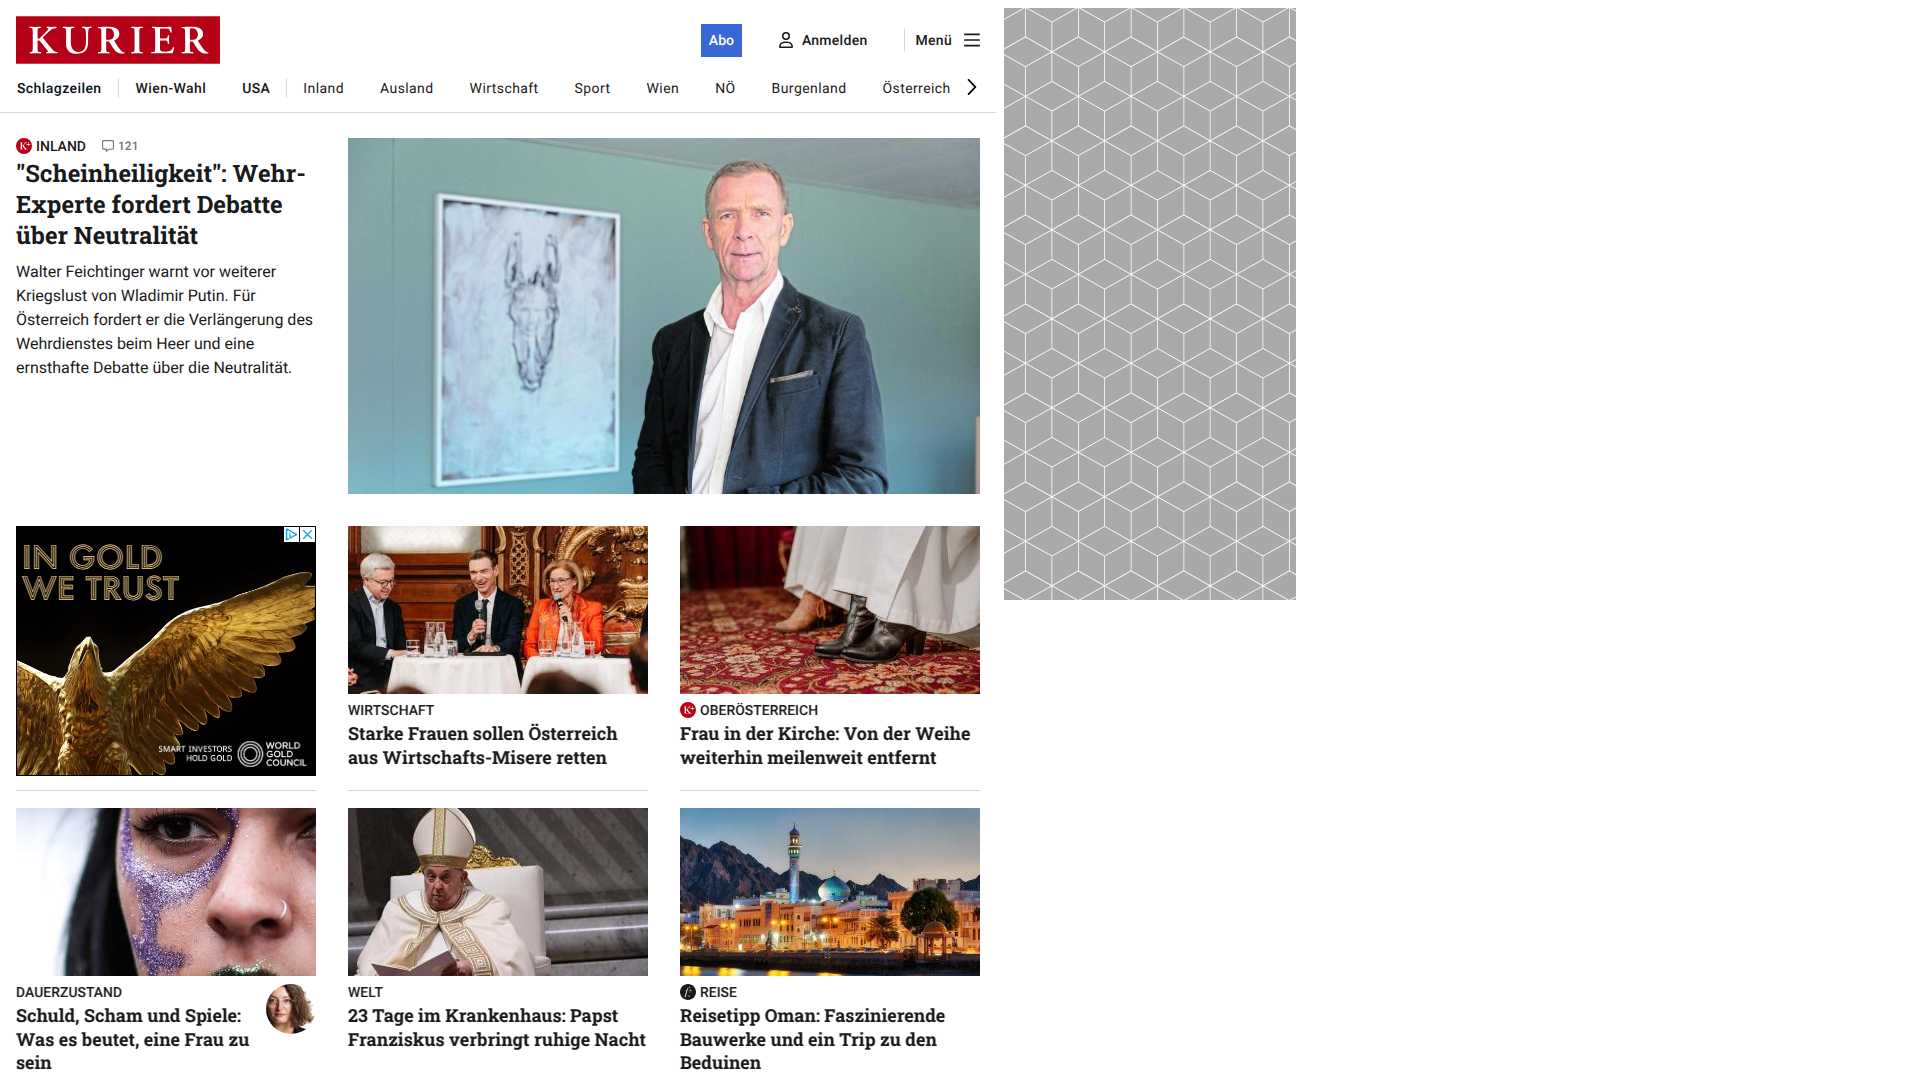 KURIER
Abo
Anmelden
Menü
Schlagzeilen
Wien-Wahl
USA
Inland
Ausland
Wirtschaft
Sport
Wien
NÖ
Burgenland
Österreich
INLAND
121
"Scheinheiligkeit": Wehr-
Experte fordert Debatte
über Neutralität
Walter Feichtinger warnt vor weiterer
Kriegslust von Wladimir Putin. Für
Österreich fordert er die Verlängerung des
Wehrdienstes beim Heer und eine
ernsthafte Debatte über die Neutralität.
IN GOLD
WE TRUST
SMART INVESTORS
HOLD GOLD
WORLD
GOLD
COUNCIL
WIRTSCHAFT
Starke Frauen sollen Österreich
aus Wirtschafts-Misere retten
OBERÖSTERREICH
Frau in der Kirche: Von der Weihe
weiterhin meilenweit entfernt
DAUERZUSTAND
Schuld, Scham und Spiele:
Was es beutet, eine Frau zu
sein
WELT
23 Tage im Krankenhaus: Papst
Franziskus verbringt ruhige Nacht
REISE
Reisetipp Oman: Faszinierende
Bauwerke und ein Trip zu den
Beduinen